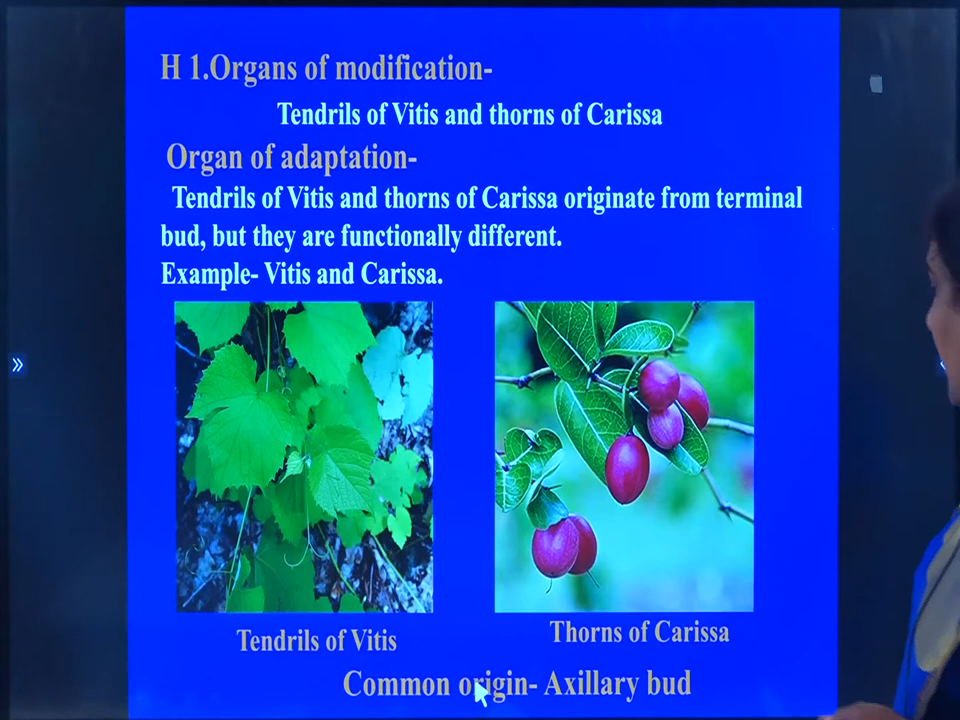 H 1.Organs of modification-
Tendrils of Vitis and thorns of Carissa
Organ of adaptation-
Tendrils of Vitis and thorns of Carissa originate from terminal
bud, but they are functionally different.
Example- Vitis and Carissa.
Tendrils of Vitis
Thorns of Carissa
Common origin- Axillary bud